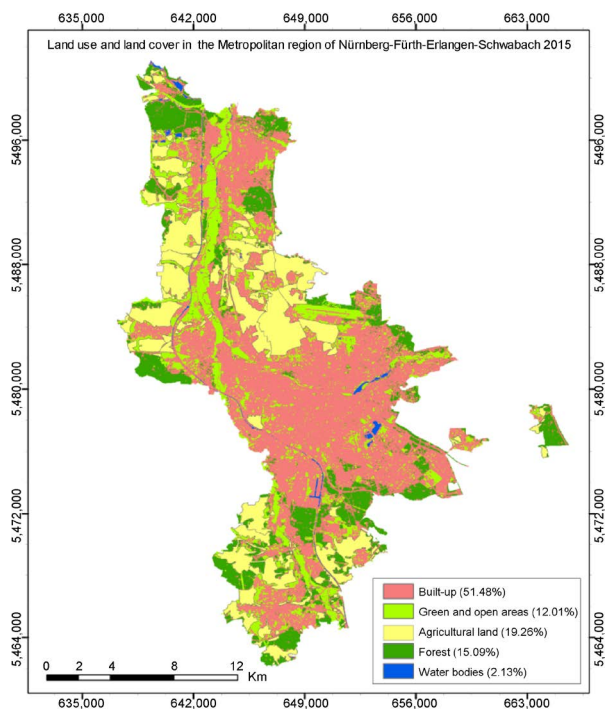 635,000 642,000 649,000 656,000 663,000
Land use and land cover in the Metropolitan region of Nürnberg-Fürth-Erlangen-Schwabach 2015
5496,000 5,496,000
5,488,000 5,488,000
5,480,000 5,480,000
5,472,000 5,472,000
5,464,000 5,464,000
Built-up (51.48%)
Green and open areas (12.01%)
Agricultural land (19.26%)
Forest (15.09%)
Water bodies (2.13%)
0 2 4 8 12
Km
635,000 642,000 649,000 656,000 663,000